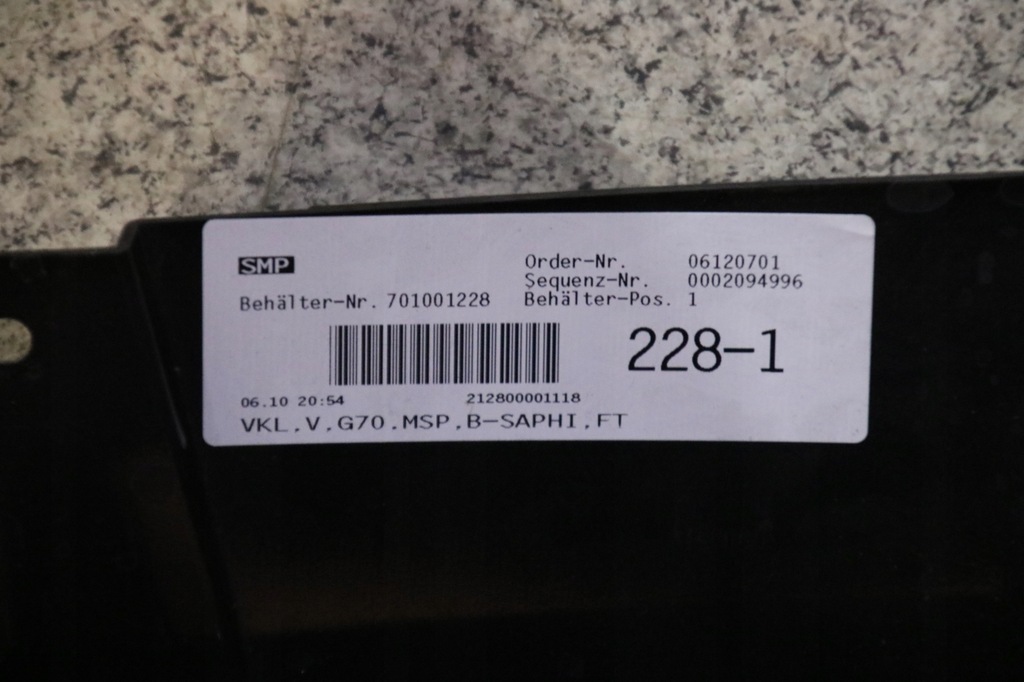 SMP
Order-Nr. 06120701
Sequenz-Nr. 0002094996
Behälter-Nr. 701001228 Behälter-Pos. 1
228-1
06.10 20:54 212800001118
VKL,V,G70,MSP,B-SAPHI,FT